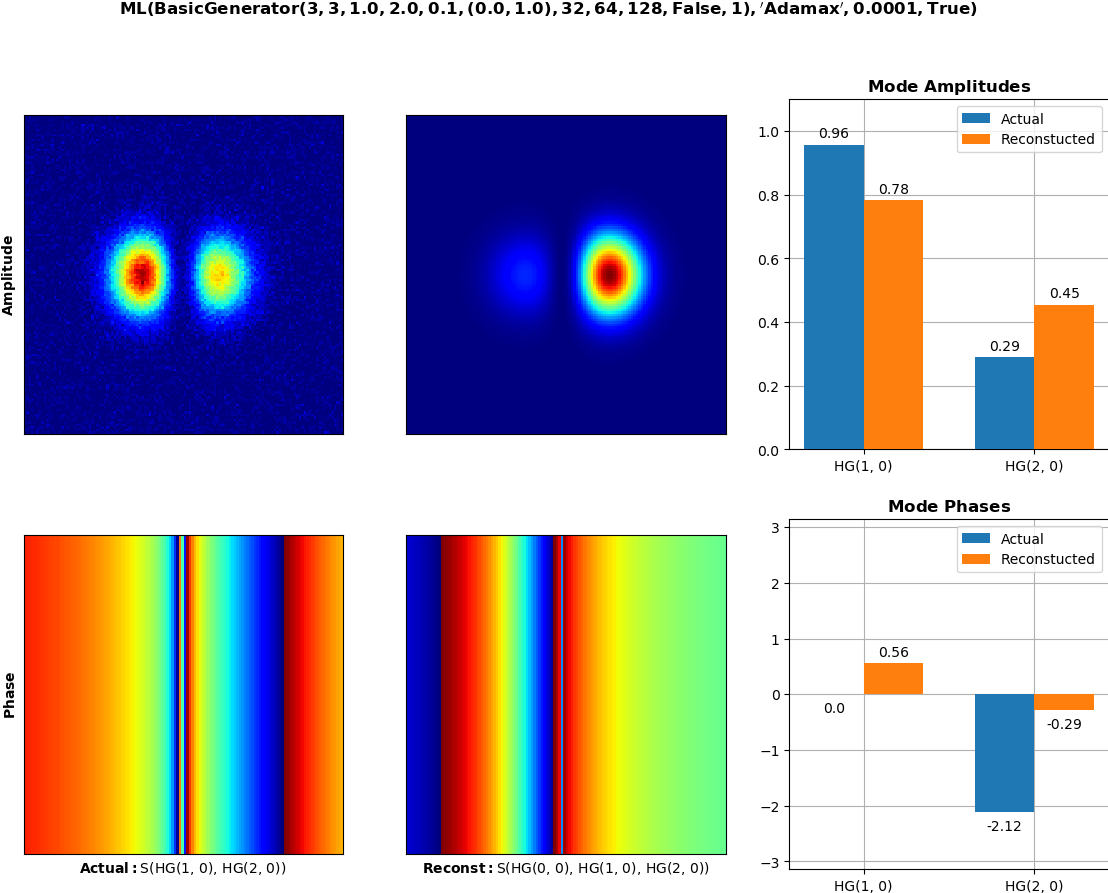 ML(BasicGenerator(3, 3, 1.0, 2.0, 0.1, (0.0, 1.0), 32, 64, 128, False, 1), ′Adamax′, 0.0001, True)
Mode Amplitudes
Actual
Reconstucted
1.0
0.8
0.6
0.4
0.2
0.0
0.96
0.78
0.29
0.45
HG(1, 0)
HG(2, 0)
Amplitude
Mode Phases
Actual
Reconstucted
3
2
1
0
−1
−2
−3
0.0
0.56
-2.12
-0.29
HG(1, 0)
HG(2, 0)
Phase
Actual: S(HG(1, 0), HG(2, 0))
Reconst: S(HG(0, 0), HG(1, 0), HG(2, 0))